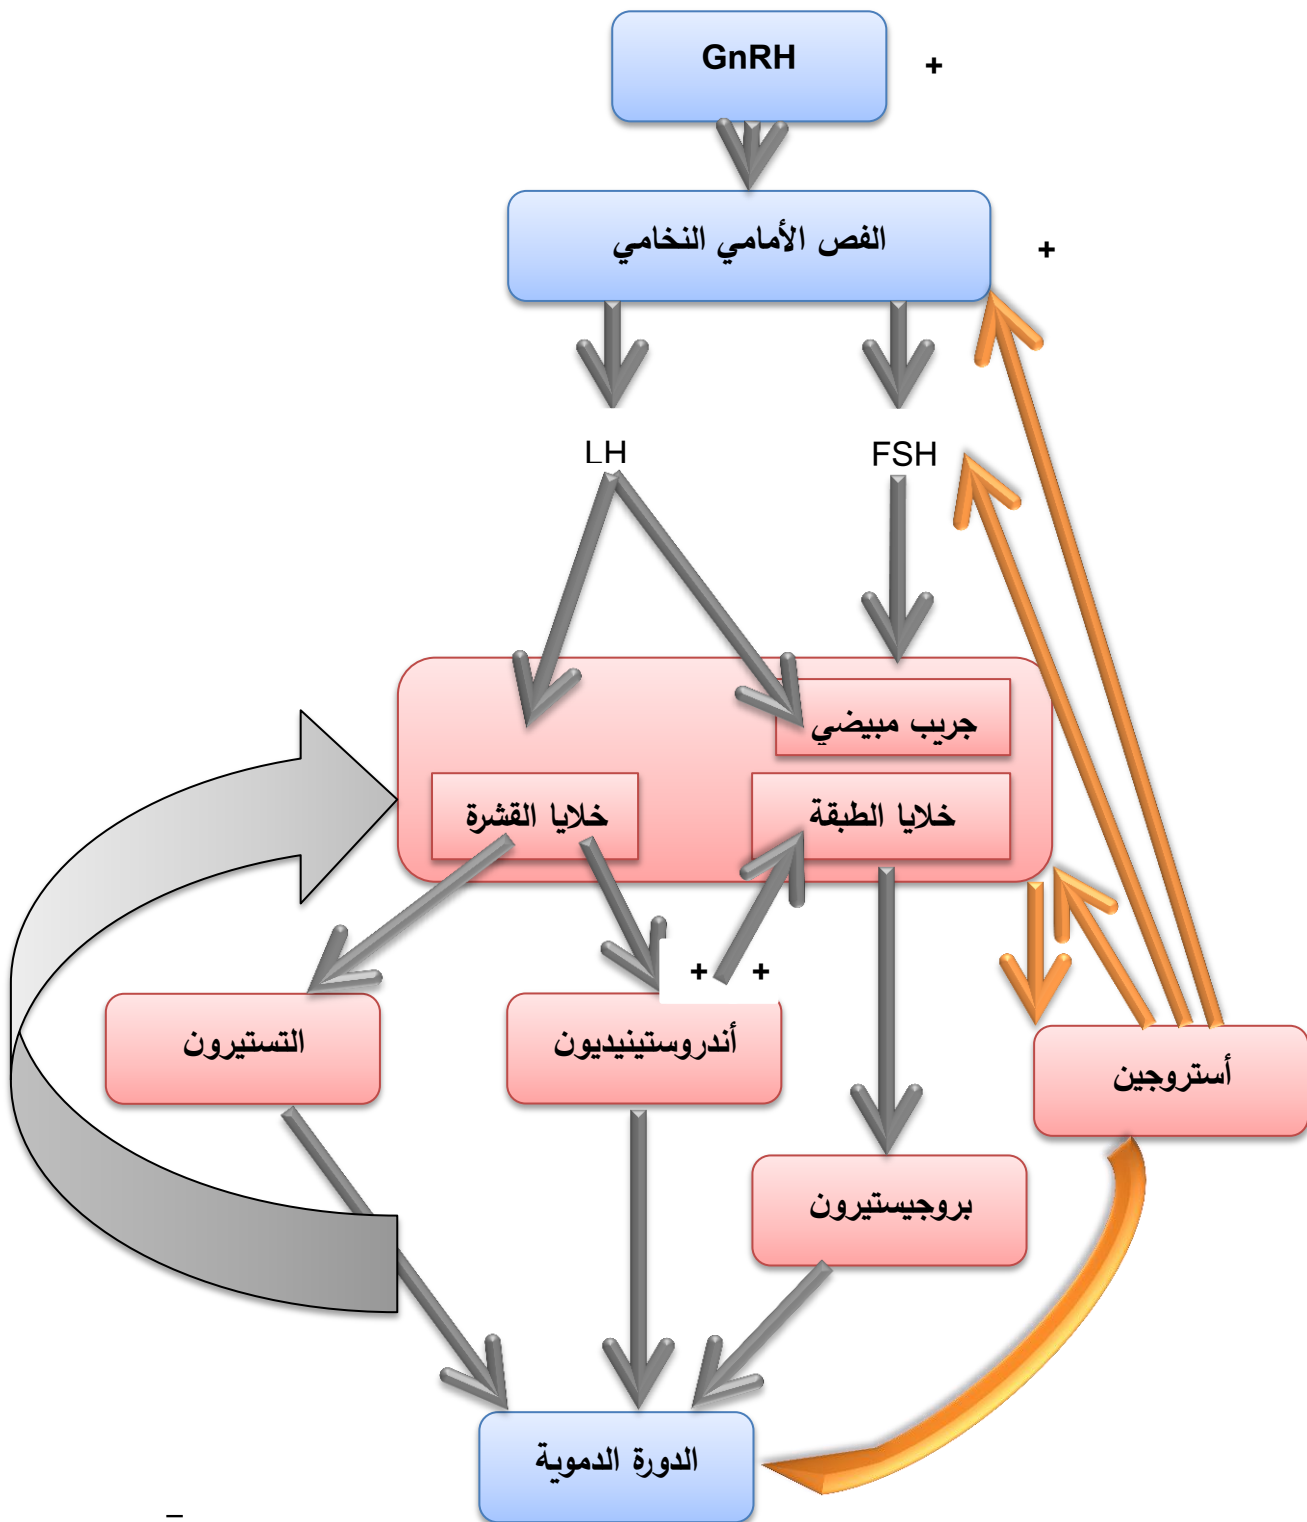 GnRH
+
الفص الأمامي النخامي
+
LH
FSH
جريب مبيضي
خلايا الطبقة
خلايا القشرة
+ +
أندروستينيديون
التستيرون
أستروجين
بروجيستيرون
الدورة الدموية
–